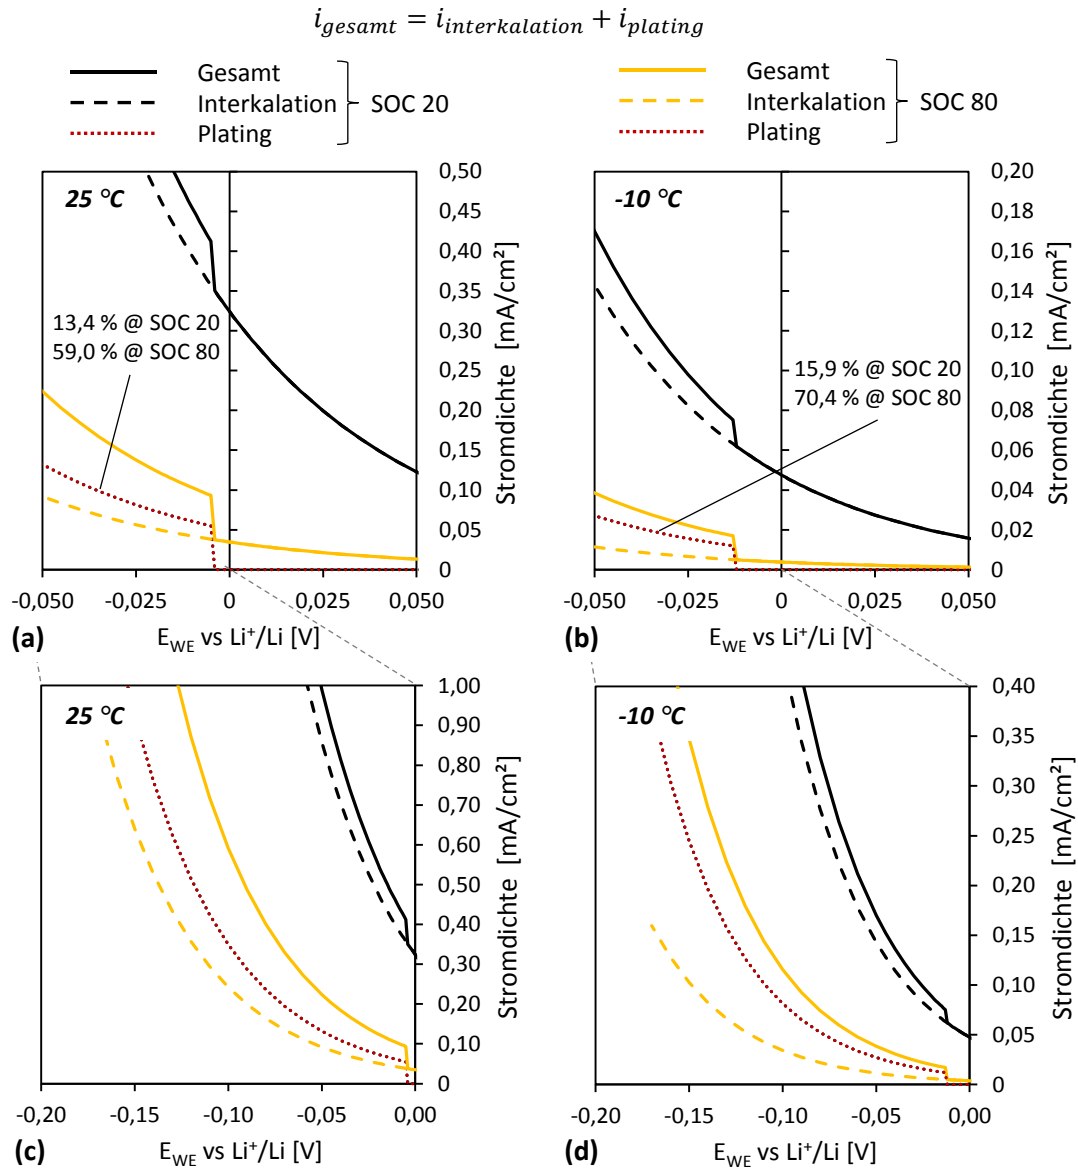 i_gesamt = i_interkalation + i_plating
Gesamt
Interkalation
Plating
SOC 20
Gesamt
Interkalation
Plating
SOC 80
25 °C
13,4 % @ SOC 20
59,0 % @ SOC 80
0,50
0,45
0,40
0,35
0,30
0,25
0,20
0,15
0,10
0,05
0
Stromdichte [mA/cm²]
-0,050
-0,025
0
0,025
0,050
(a)
E_WE vs Li⁺/Li [V]
-10 °C
15,9 % @ SOC 20
70,4 % @ SOC 80
0,20
0,18
0,16
0,14
0,12
0,10
0,08
0,06
0,04
0,02
0
Stromdichte [mA/cm²]
-0,050
-0,025
0
0,025
0,050
(b)
E_WE vs Li⁺/Li [V]
25 °C
1,00
0,90
0,80
0,70
0,60
0,50
0,40
0,30
0,20
0,10
0
Stromdichte [mA/cm²]
-0,20
-0,15
-0,10
-0,05
0,00
(c)
E_WE vs Li⁺/Li [V]
-10 °C
0,40
0,35
0,30
0,25
0,20
0,15
0,10
0,05
0
Stromdichte [mA/cm²]
-0,20
-0,15
-0,10
-0,05
0,00
(d)
E_WE vs Li⁺/Li [V]